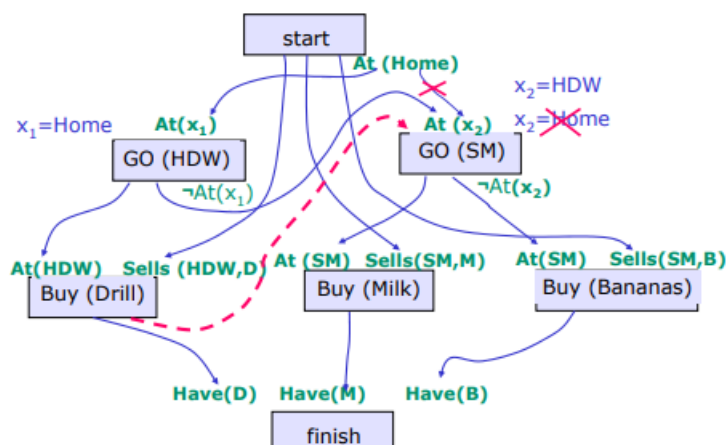 start
At (Home)
x₂=HDW
x₁=Home
At(x₁)
At (x₂)
x₂=Home
GO (HDW)
GO (SM)
¬At(x₁)
¬At(x₂)
At(HDW) Sells (HDW,D)
At (SM) Sells(SM,M)
At(SM) Sells(SM,B)
Buy (Drill)
Buy (Milk)
Buy (Bananas)
Have(D)
Have(M)
Have(B)
finish